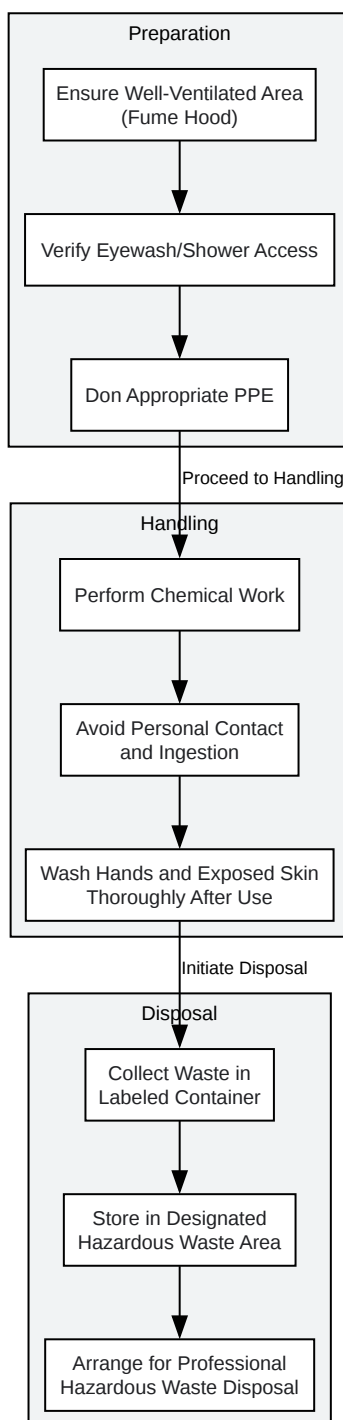 Preparation
Ensure Well-Ventilated Area
(Fume Hood)
Verify Eyewash/Shower Access
Don Appropriate PPE
Proceed to Handling
Handling
Perform Chemical Work
Avoid Personal Contact
and Ingestion
Wash Hands and Exposed Skin
Thoroughly After Use
Initiate Disposal
Disposal
Collect Waste in
Labeled Container
Store in Designated
Hazardous Waste Area
Arrange for Professional
Hazardous Waste Disposal